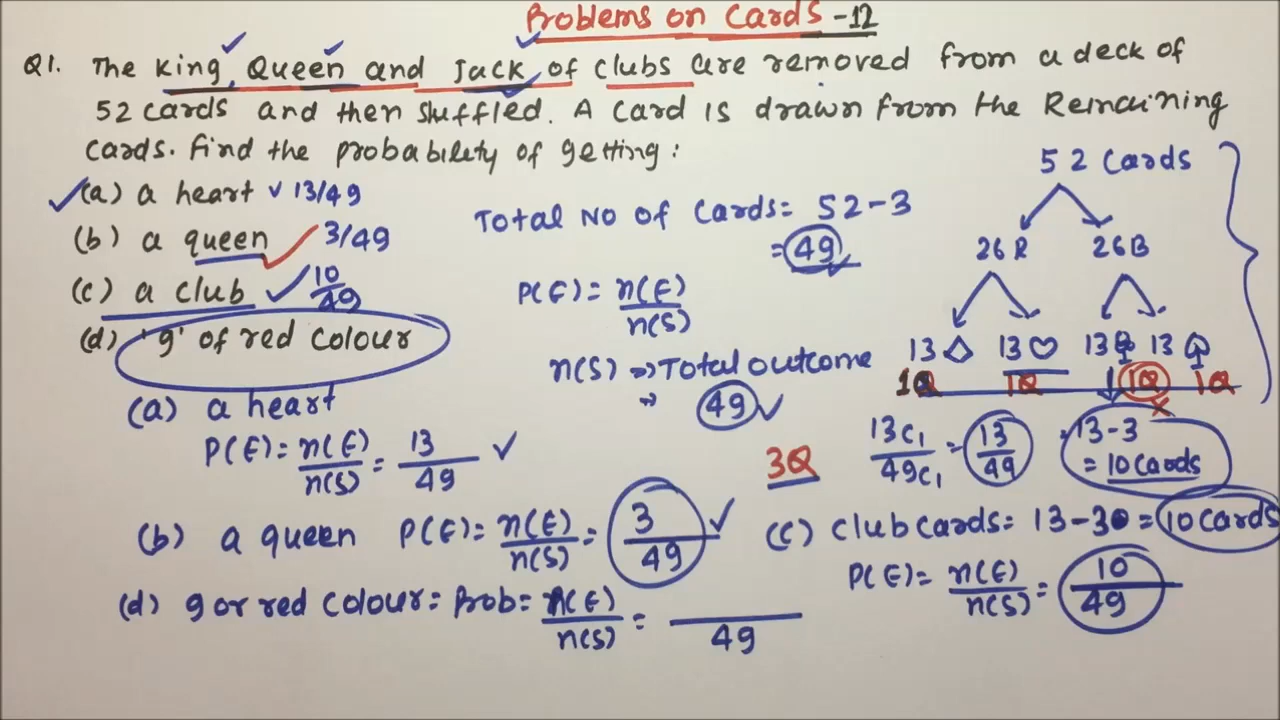 Problems on Cards - 12
Q1. The King, Queen and Jack of clubs are removed from a deck of
52 cards and then shuffled. A card is drawn from the Remaining
cards. find the probability of getting :
(a) a heart 13/49
(b) a queen 3/49
(c) a club 10/49
(d) '9' of red colour
Total No of cards = 52-3
= 49
P(E) = n(E)/n(S)
n(S) => Total outcome
=> 49
52 cards
26R 26B
13♢ 13♡ 13♣ 13♠
1Q 1Q 1Q 1Q
13-3
= 10 cards
13C1/49C1 = 13/49
(a) a heart
P(E) = n(E)/n(S) = 13/49
3Q
(b) a queen P(E) = n(E)/n(S) = 3/49
(c) club cards = 13-3 = 10 cards
P(E) = n(E)/n(S) = 10/49
(d) 9 or red colour = Prob = n(E)/n(S) = /49